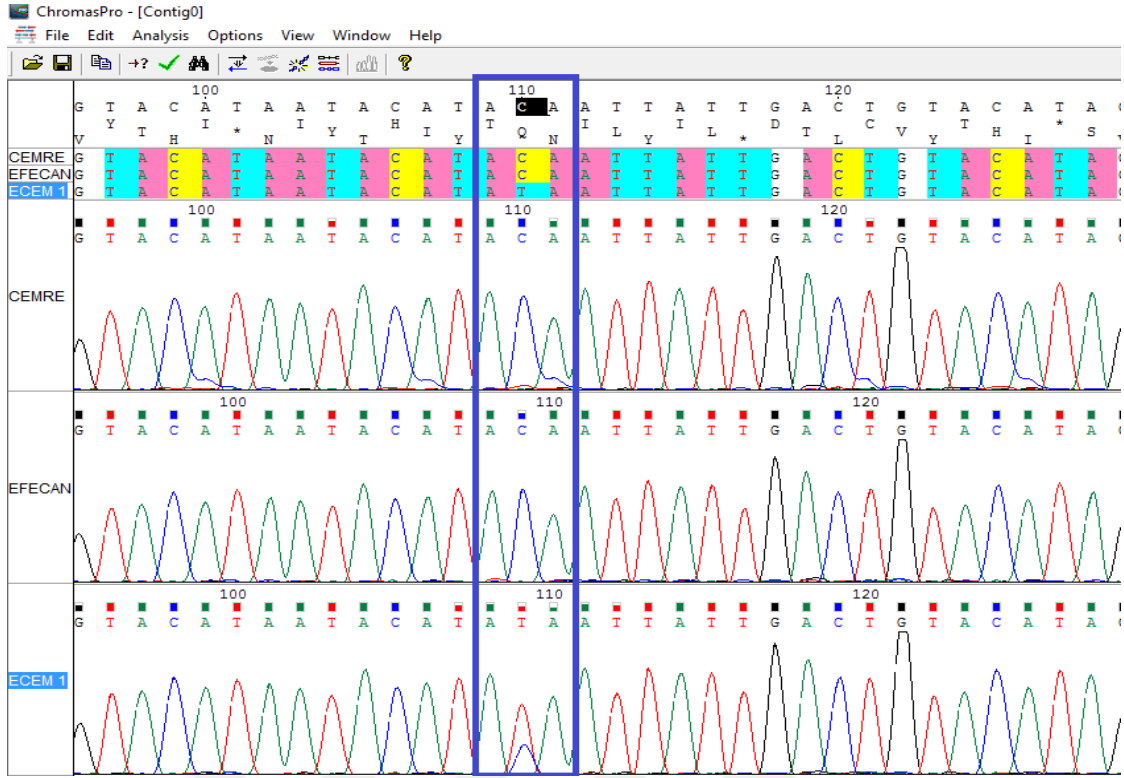 ChromasPro - [Contig0]
File Edit Analysis Options View Window Help
100 110 120
G T A C A T A A T A C A T A C A A T T A T T G A C T G T A C A T A
V Y T H I * N I Y T H I Y T Q N I L Y I L * D T L C V Y T H I * S
CEMRE G T A C A T A A T A C A T A C A A T T A T T G A C T G T A C A T A
EFECAN G T A C A T A A T A C A T A C A A T T A T T G A C T G T A C A T A
ECEM 1 G T A C A T A A T A C A T A T A A T T A T T G A C T G T A C A T A
100 110 120
G T A C A T A A T A C A T A C A A T T A T T G A C T G T A C A T A
CEMRE
100 110 120
G T A C A T A A T A C A T A C A A T T A T T G A C T G T A C A T A
EFECAN
100 110 120
G T A C A T A A T A C A T A T A A T T A T T G A C T G T A C A T A
ECEM 1